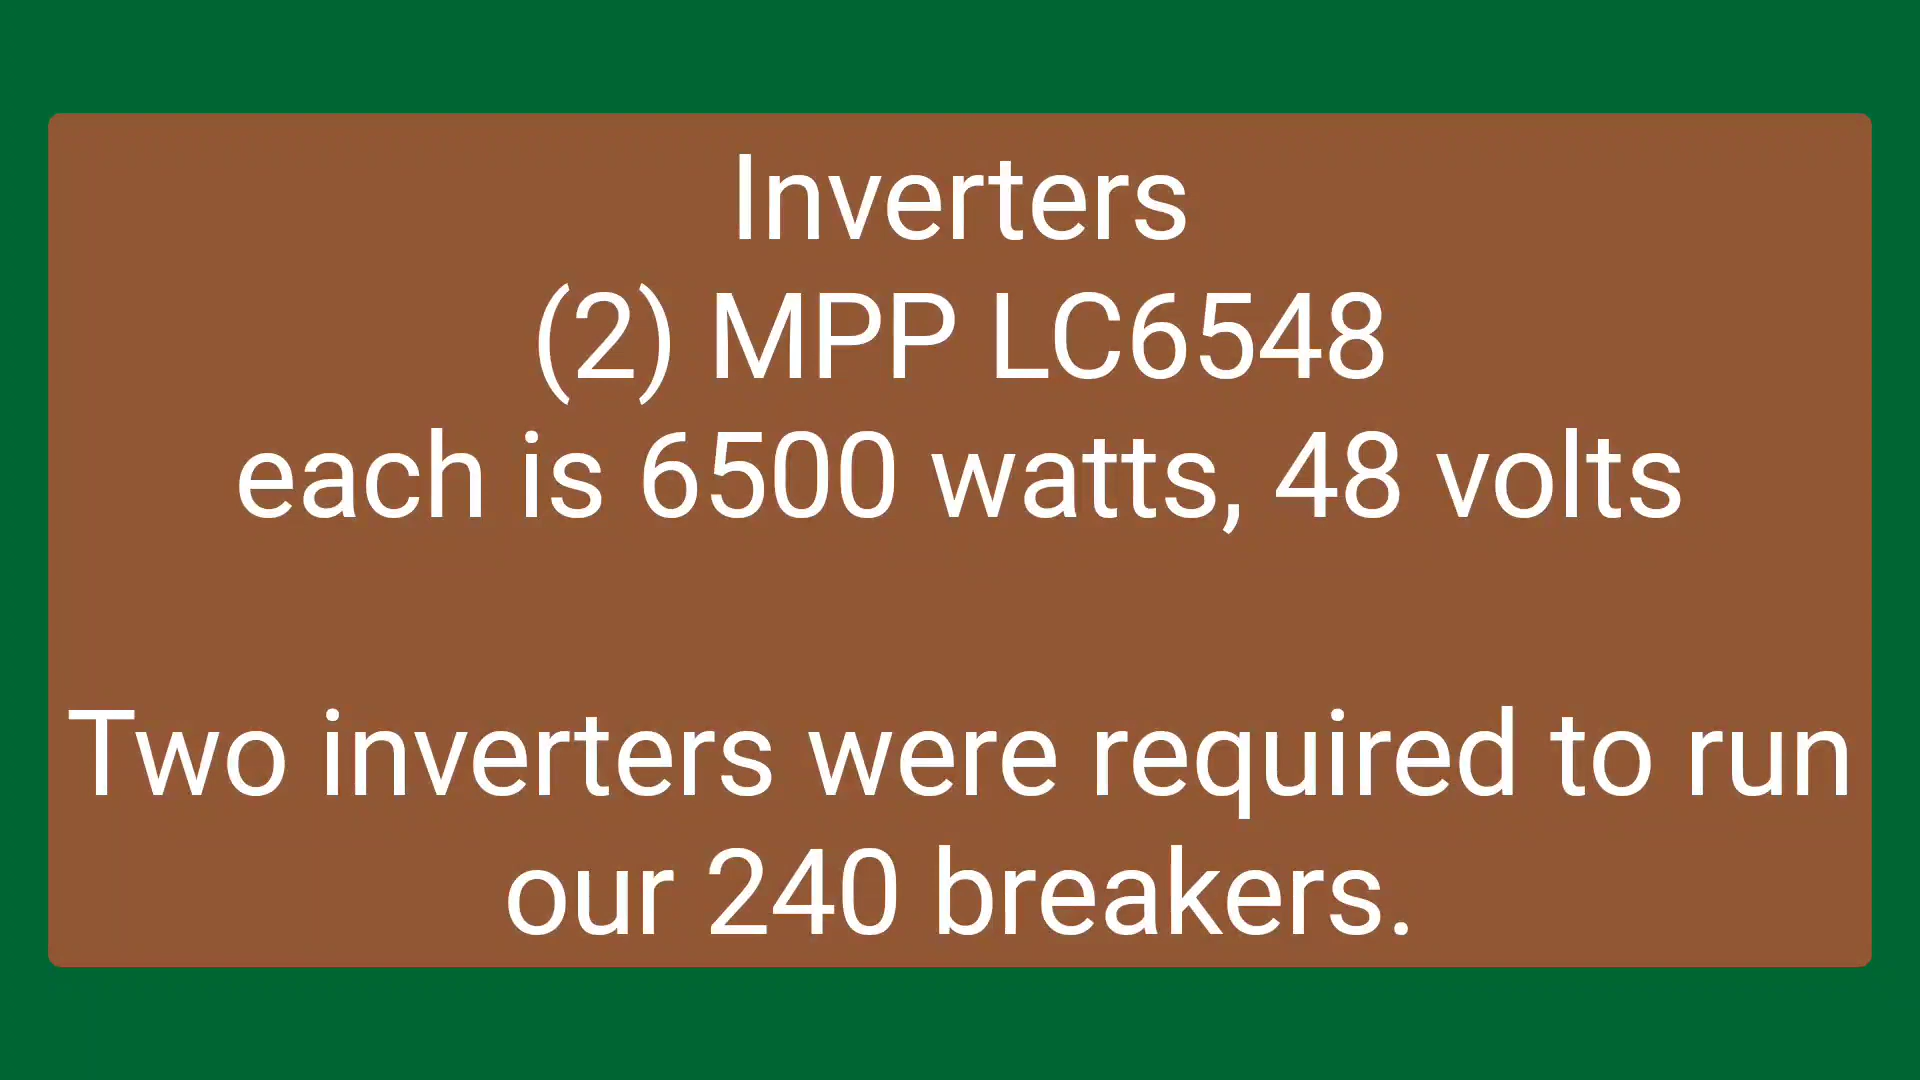 Inverters
(2) MPP LC6548
each is 6500 watts, 48 volts
Two inverters were required to run
our 240 breakers.